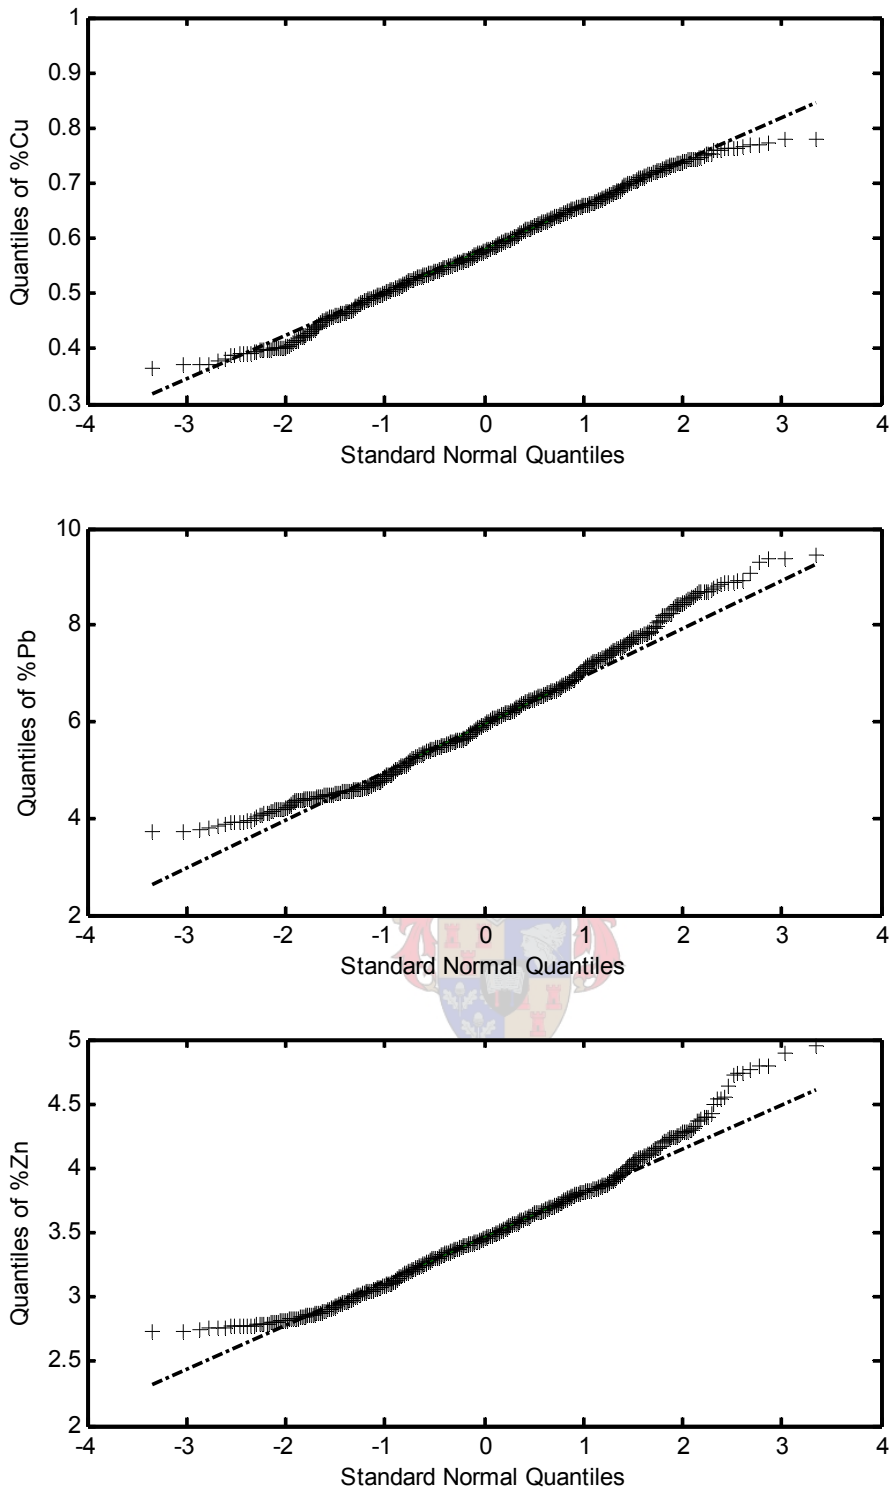 1
0.9
0.8
0.7
0.6
0.5
0.4
0.3
Quantiles of %Cu
-4 -3 -2 -1 0 1 2 3 4
Standard Normal Quantiles
10
8
6
4
2
Quantiles of %Pb
-4 -3 -2 -1 0 1 2 3 4
Standard Normal Quantiles
5
4.5
4
3.5
3
2.5
2
Quantiles of %Zn
-4 -3 -2 -1 0 1 2 3 4
Standard Normal Quantiles